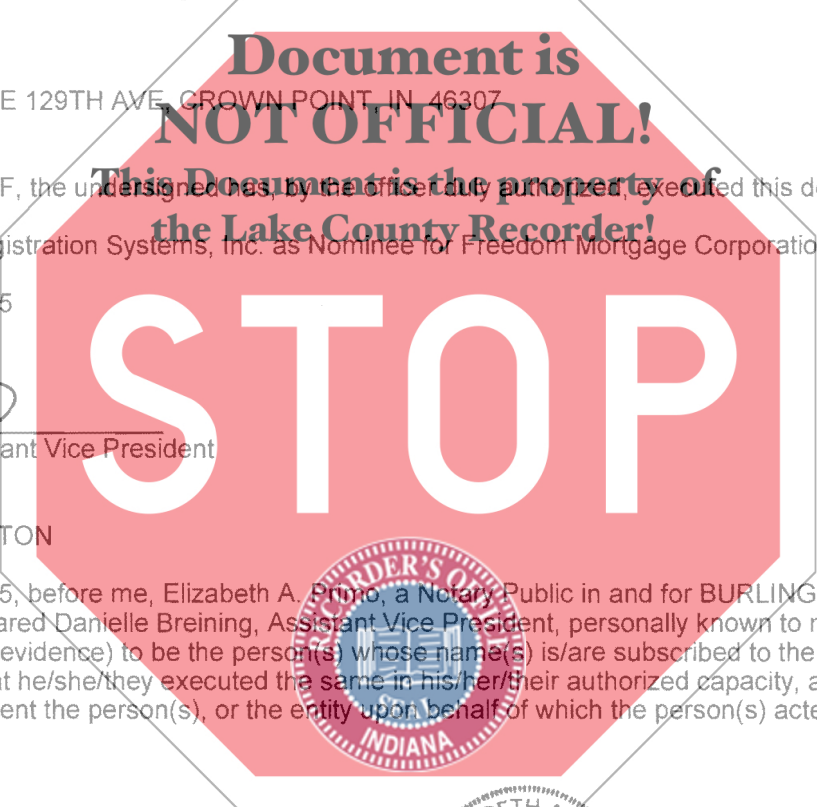 Document is
E 129TH AVE, CROWN POINT, IN 46307
NOT OFFICIAL!
This Document is the property of
F, the undersigned has, by the officer duly authorized, executed this d
the Lake County Recorder!
gistration Systems, Inc. as Nominee for Freedom Mortgage Corporatio
5
STOP
ant Vice President
TON
RECORDER'S OFFICE
5, before me, Elizabeth A. Primo, a Notary Public in and for BURLING
ared Danielle Breining, Assistant Vice President, personally known to
evidence) to be the person(s) whose name(s) is/are subscribed to the
t he/she/they executed the same in his/her/their authorized capacity, a
ent the person(s), or the entity upon behalf of which the person(s) acte
SEAL
INDIANA